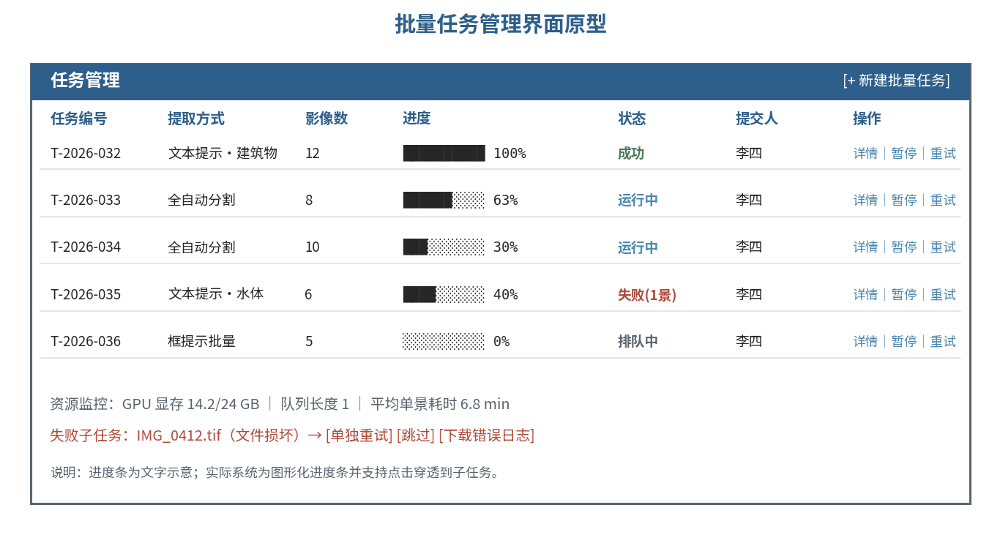 批量任务管理界面原型
任务管理 [+ 新建批量任务]
任务编号 提取方式 影像数 进度 状态 提交人 操作
T-2026-032 文本提示・建筑物 12 ██████████ 100% 成功 李四 详情｜暂停｜重试
T-2026-033 全自动分割 8 ██████░░░░ 63% 运行中 李四 详情｜暂停｜重试
T-2026-034 全自动分割 10 ███░░░░░░░ 30% 运行中 李四 详情｜暂停｜重试
T-2026-035 文本提示・水体 6 ████░░░░░░ 40% 失败(1景) 李四 详情｜暂停｜重试
T-2026-036 框提示批量 5 ░░░░░░░░░░ 0% 排队中 李四 详情｜暂停｜重试
资源监控：GPU 显存 14.2/24 GB ｜ 队列长度 1 ｜ 平均单景耗时 6.8 min
失败子任务：IMG_0412.tif（文件损坏）→ [单独重试] [跳过] [下载错误日志]
说明：进度条为文字示意；实际系统为图形化进度条并支持点击穿透到子任务。